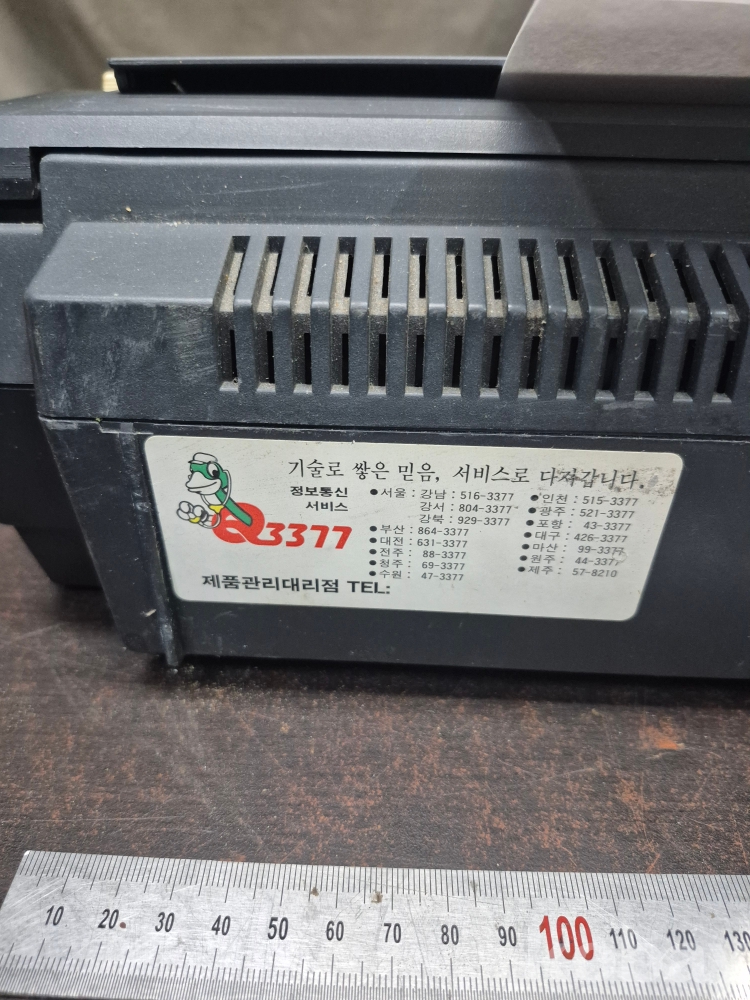 기술로 쌓은 믿음, 서비스로 다가갑니다.
정보통신
서비스
Q3377
●서울 : 강남 : 516-3377
강서 : 804-3377
강북 : 929-3377
●부산 : 864-3377
●대전 : 631-3377
●전주 : 88-3377
●청주 : 69-3377
●수원 : 47-3377
●인천 : 515-3377
●광주 : 521-3377
●포항 : 43-3377
●대구 : 426-3377
●마산 : 99-3377
●원주 : 44-3377
●제주 : 57-8210
제품관리대리점 TEL:
10 20 30 40 50 60 70 80 90 100 110 120 130